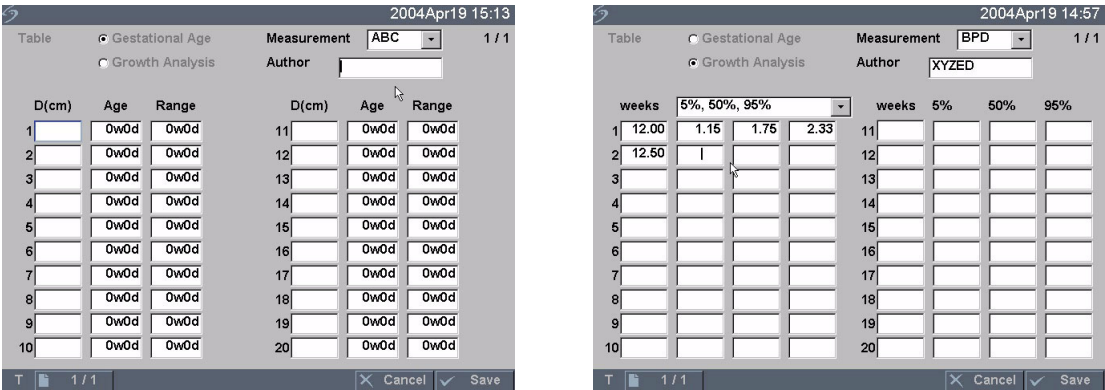 2004Apr19 15:13
Table Gestational Age Measurement ABC 1 / 1
Growth Analysis Author
D(cm) Age Range D(cm) Age Range
1 0w0d 0w0d 11 0w0d 0w0d
2 0w0d 0w0d 12 0w0d 0w0d
3 0w0d 0w0d 13 0w0d 0w0d
4 0w0d 0w0d 14 0w0d 0w0d
5 0w0d 0w0d 15 0w0d 0w0d
6 0w0d 0w0d 16 0w0d 0w0d
7 0w0d 0w0d 17 0w0d 0w0d
8 0w0d 0w0d 18 0w0d 0w0d
9 0w0d 0w0d 19 0w0d 0w0d
10 0w0d 0w0d 20 0w0d 0w0d
T 1 / 1 Cancel Save
2004Apr19 14:57
Table Gestational Age Measurement BPD 1 / 1
Growth Analysis Author XYZED
weeks 5%, 50%, 95% weeks 5% 50% 95%
1 12.00 1.15 1.75 2.33 11
2 12.50 12
3 13
4 14
5 15
6 16
7 17
8 18
9 19
10 20
T 1 / 1 Cancel Save